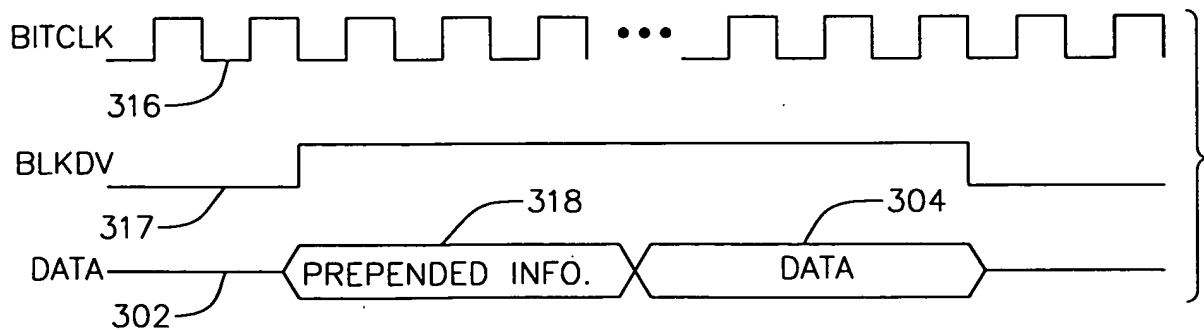 BITCLK
316
BLKDV
317
318
304
DATA
PREPENDED INFO.
DATA
302